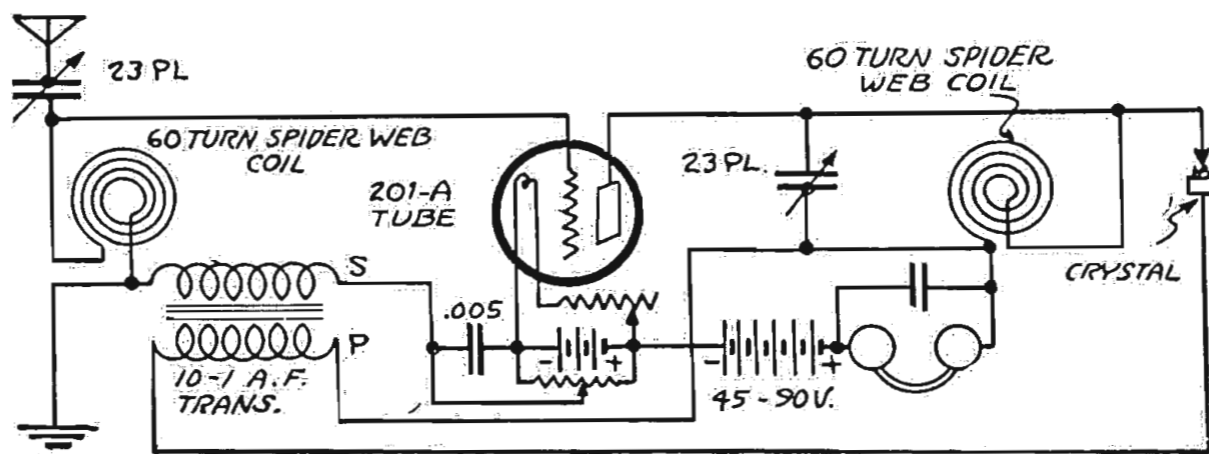 23 PL
60 TURN SPIDER WEB
COIL
201-A
TUBE
60 TURN SPIDER
WEB COIL
23 PL.
CRYSTAL
S
P
.005
10-1 A.F.
TRANS.
- +
- +
45-90V.